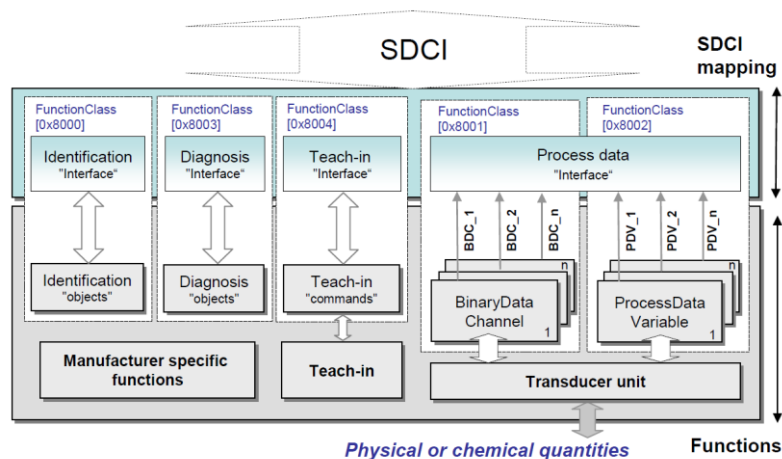 SDCI
SDCI
mapping
FunctionClass
[0x8000]
FunctionClass
[0x8003]
FunctionClass
[0x8004]
FunctionClass
[0x8001]
FunctionClass
[0x8002]
Identification
"Interface"
Diagnosis
"Interface"
Teach-in
"Interface"
Process data
"Interface"
BDC_1
BDC_2
BDC_n
PDV_1
PDV_2
PDV_n
Identification
"objects"
Diagnosis
"objects"
Teach-in
"commands"
n
BinaryData
Channel
1
n
ProcessData
Variable
1
Manufacturer specific
functions
Teach-in
Transducer unit
Physical or chemical quantities
Functions